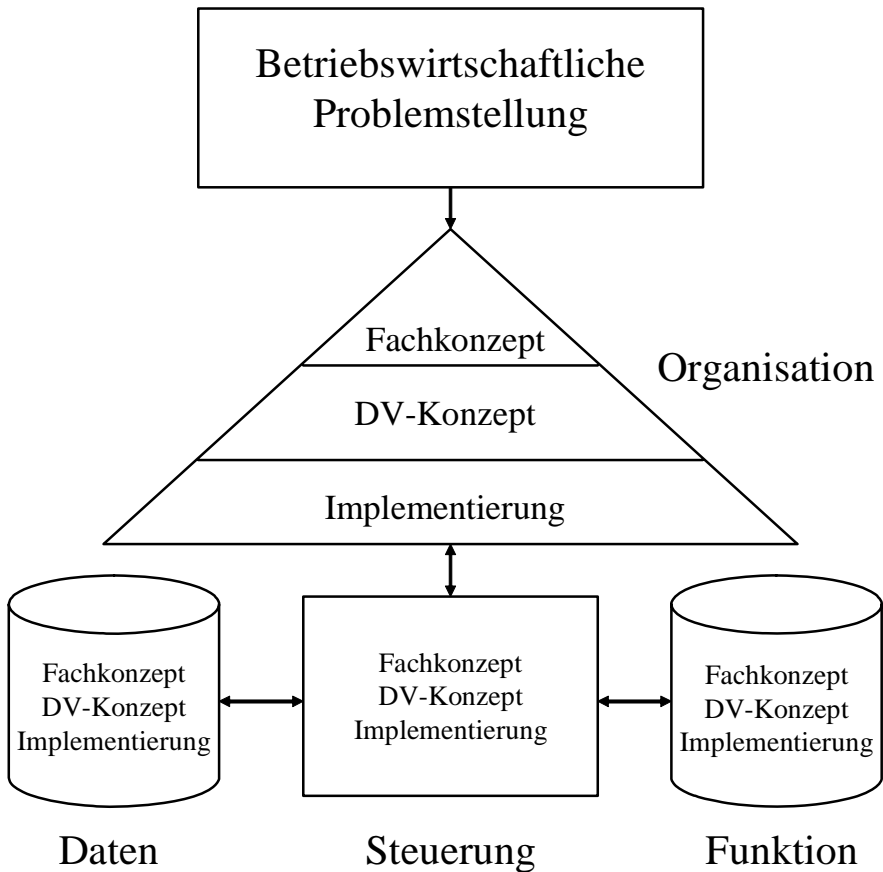 Betriebswirtschaftliche
Problemstellung
Fachkonzept
Organisation
DV-Konzept
Implementierung
Fachkonzept
DV-Konzept
Implementierung
Fachkonzept
DV-Konzept
Implementierung
Fachkonzept
DV-Konzept
Implementierung
Daten
Steuerung
Funktion